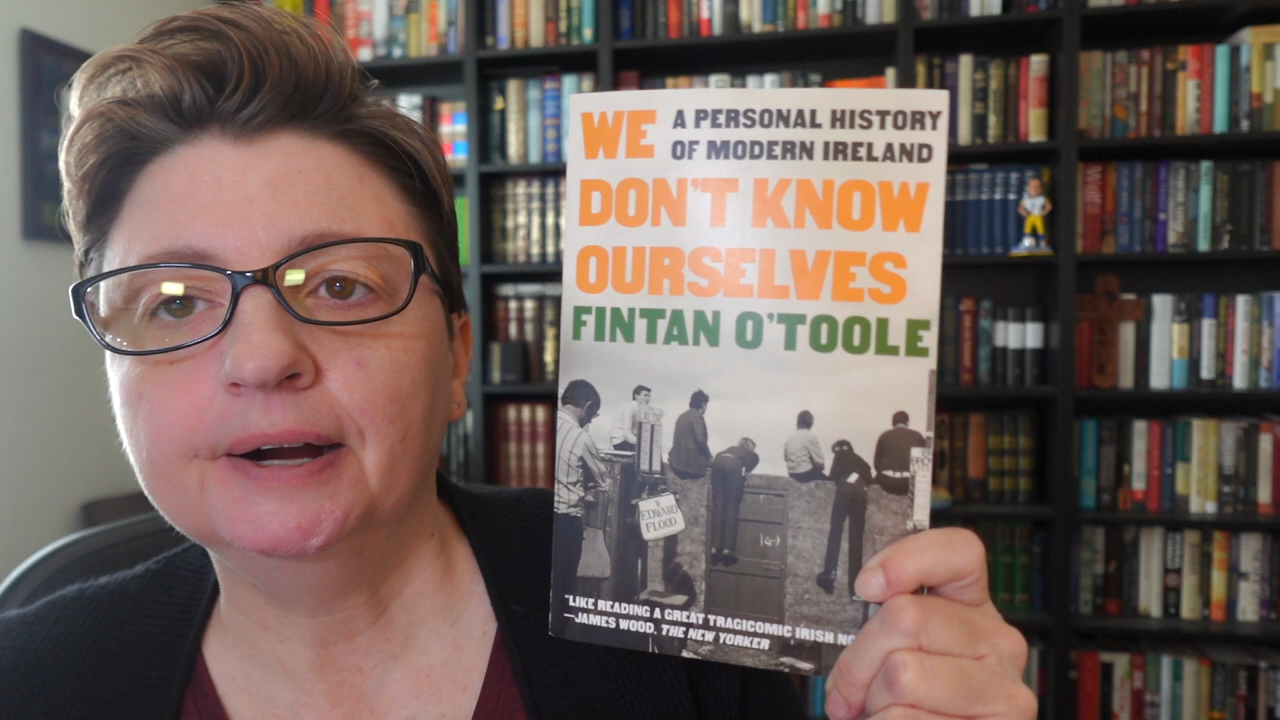 WE
A PERSONAL HISTORY
OF MODERN IRELAND
DON'T KNOW
OURSELVES
FINTAN O'TOOLE
EDWARD
FLOOD
"LIKE READING A GREAT TRAGICOMIC IRISH
—JAMES WOOD, THE NEW YORKER